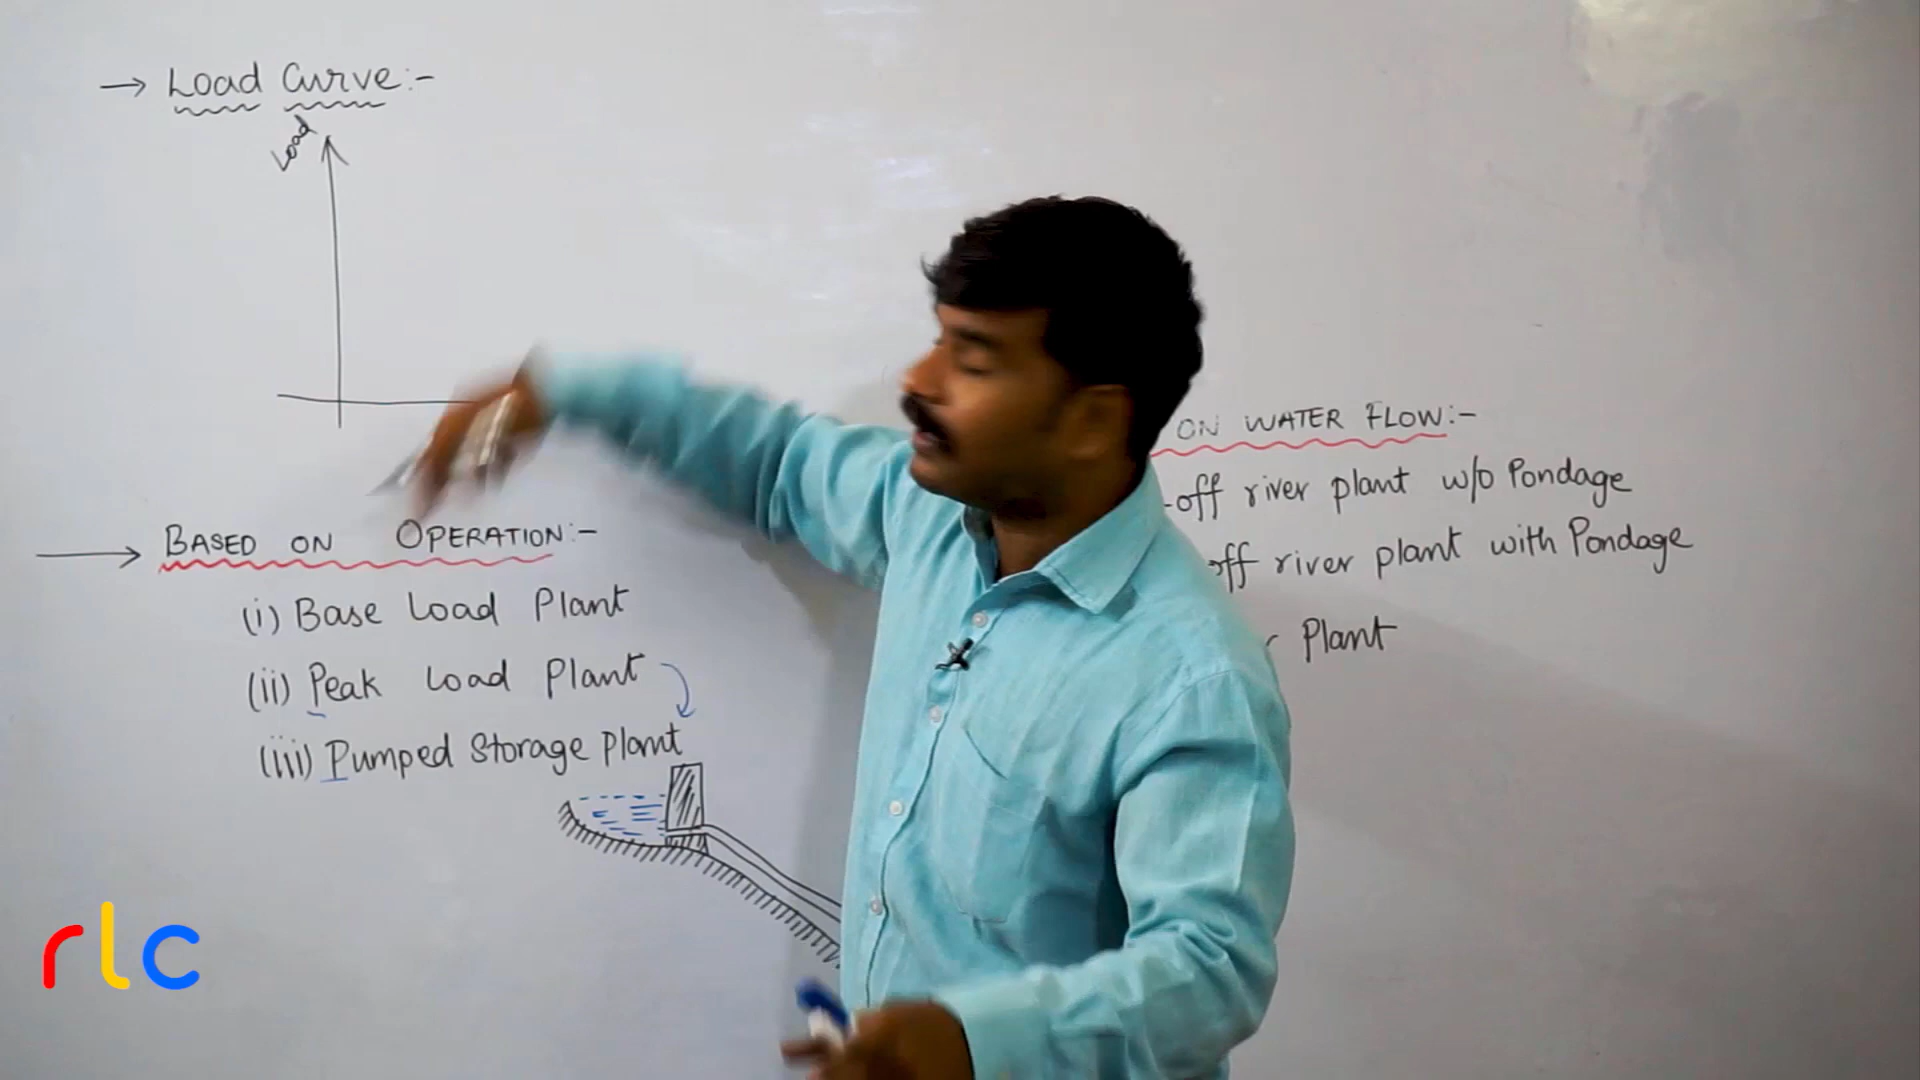 → Load Curve:-
Load
→ BASED ON OPERATION:-
(i) Base Load Plant
(ii) Peak Load Plant
(iii) Pumped Storage Plant
ON WATER FLOW:-
-off river plant w/o Pondage
off river plant with Pondage
Plant
rlc